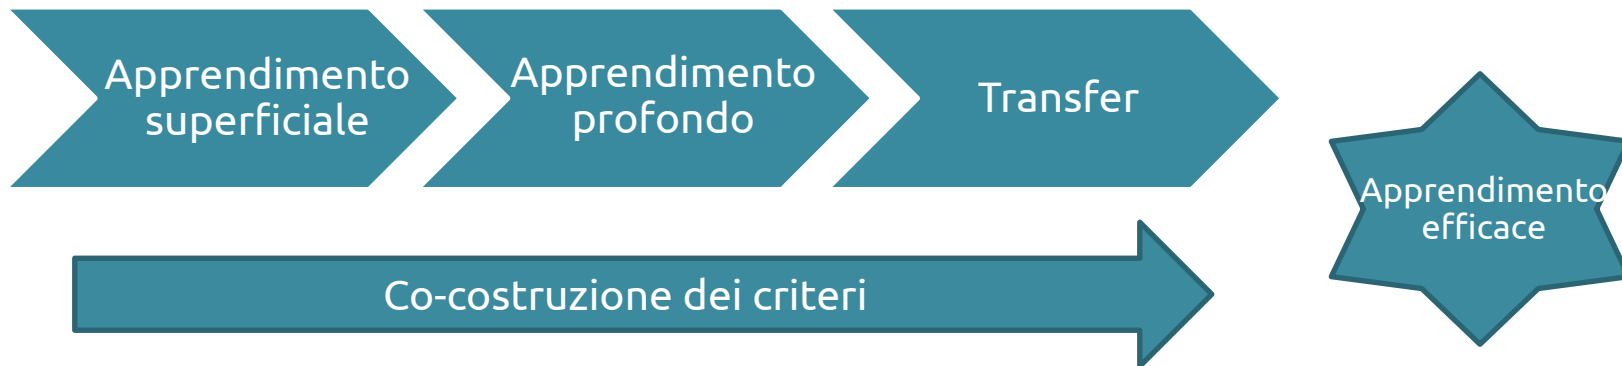 Apprendimento
superficiale
Apprendimento
profondo
Transfer
Apprendimento
efficace
Co-costruzione dei criteri